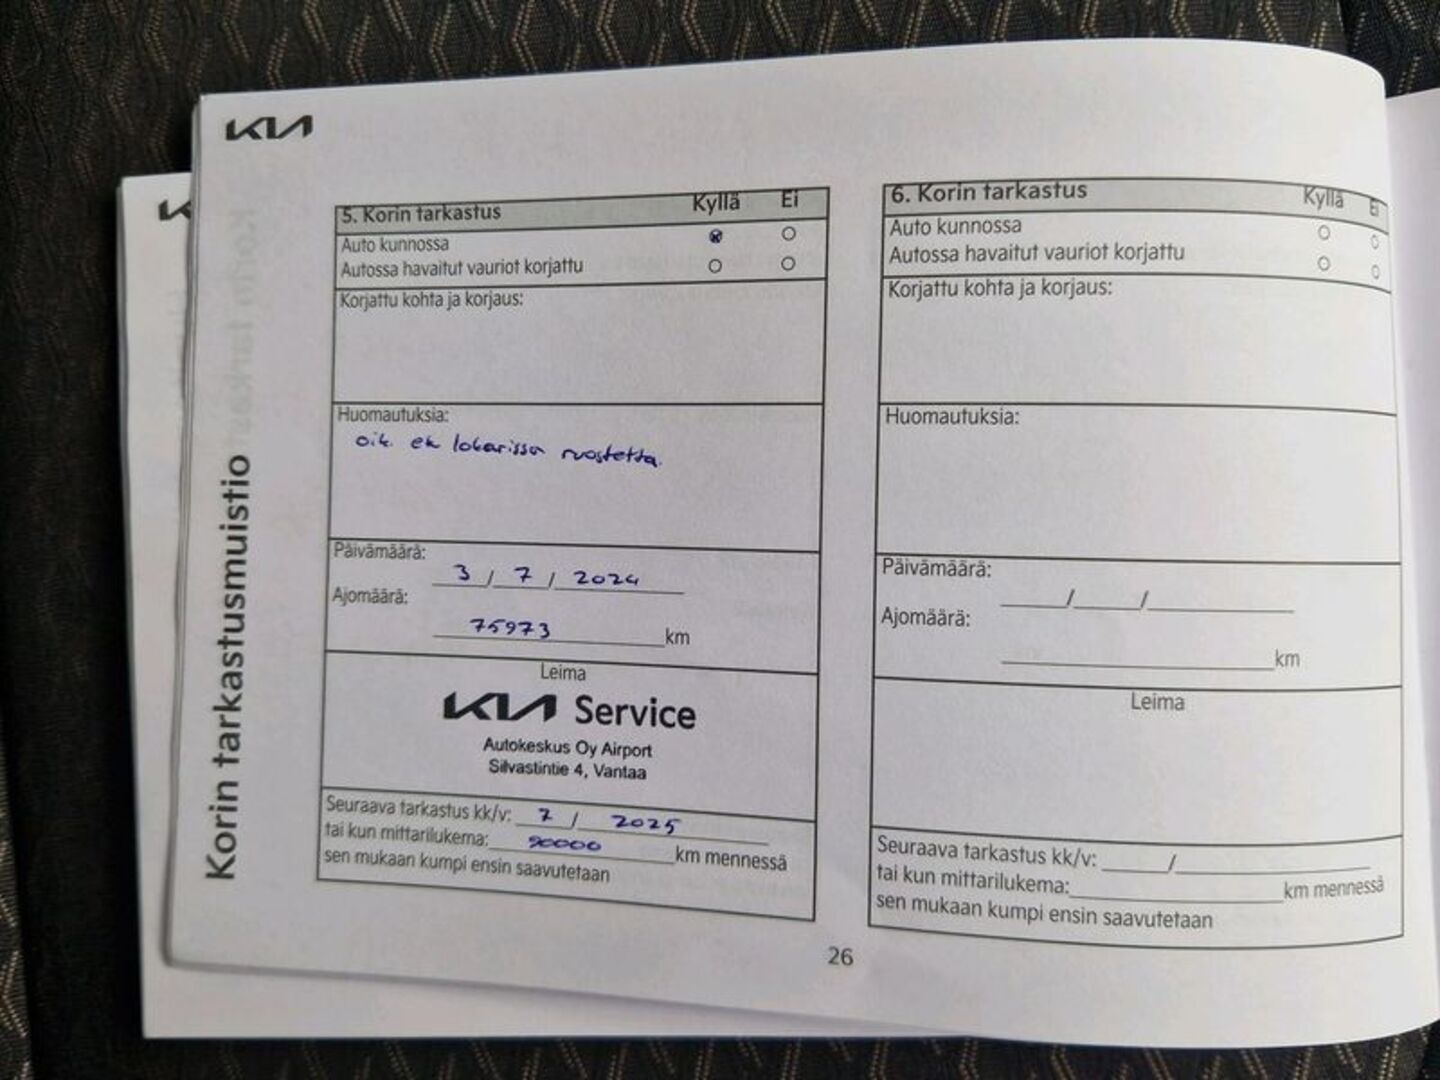 KIA
Korin tarkastusmuistio
5. Korin tarkastus Kyllä Ei
Auto kunnossa
Autossa havaitut vauriot korjattu
Korjattu kohta ja korjaus:
Huomautuksia:
oik. ek lokarissa ruostetta.
Päivämäärä: 3 / 7 / 2024
Ajomäärä: 75973 km
Leima
KIA Service
Autokeskus Oy Airport
Silvastintie 4, Vantaa
Seuraava tarkastus kk/v: 7 / 2025
tai kun mittarilukema: 90000 km mennessä
sen mukaan kumpi ensin saavutetaan
6. Korin tarkastus Kyllä Ei
Auto kunnossa
Autossa havaitut vauriot korjattu
Korjattu kohta ja korjaus:
Huomautuksia:
Päivämäärä: / /
Ajomäärä: km
Leima
Seuraava tarkastus kk/v: /
tai kun mittarilukema: km mennessä
sen mukaan kumpi ensin saavutetaan
26